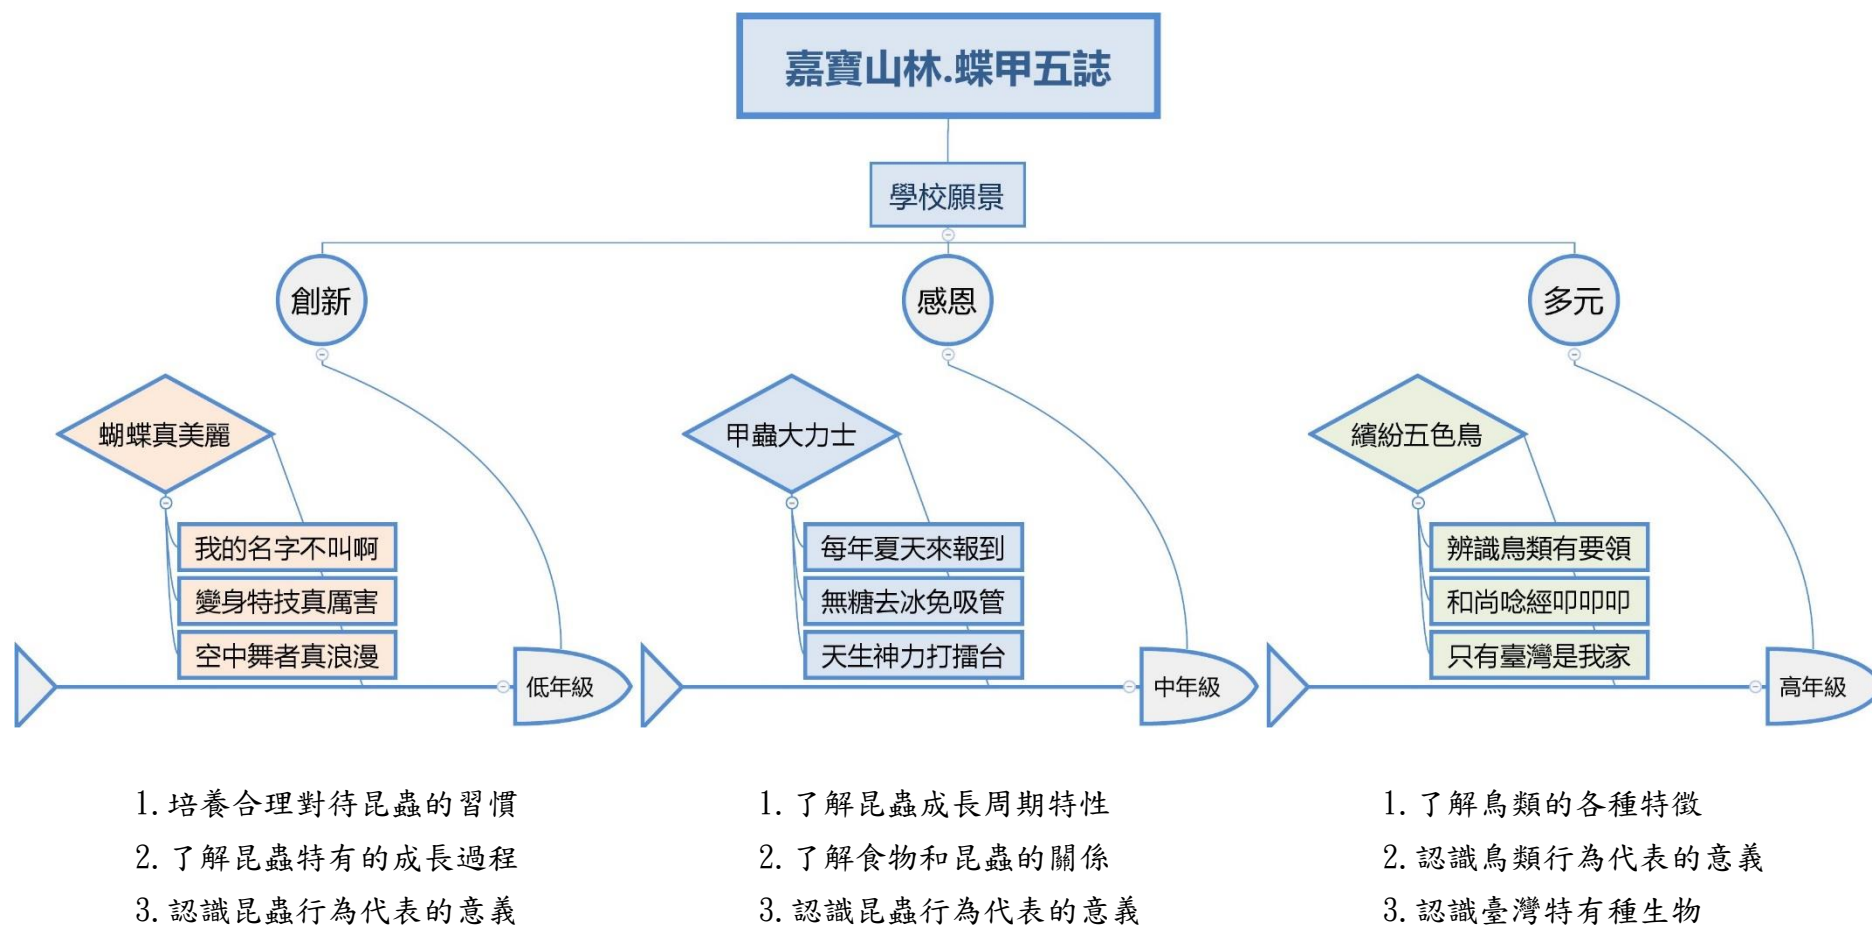 嘉寶山林.蝶甲五誌
學校願景
創新
感恩
多元
蝴蝶真美麗
我的名字不叫啊
變身特技真厲害
空中舞者真浪漫
低年級
甲蟲大力士
每年夏天來報到
無糖去冰免吸管
天生神力打擂台
中年級
繽紛五色鳥
辨識鳥類有要領
和尚唸經叩叩叩
只有臺灣是我家
高年級
1.培養合理對待昆蟲的習慣
2.了解昆蟲特有的成長過程
3.認識昆蟲行為代表的意義
1.了解昆蟲成長周期特性
2.了解食物和昆蟲的關係
3.認識昆蟲行為代表的意義
1.了解鳥類的各種特徵
2.認識鳥類行為代表的意義
3.認識臺灣特有種生物